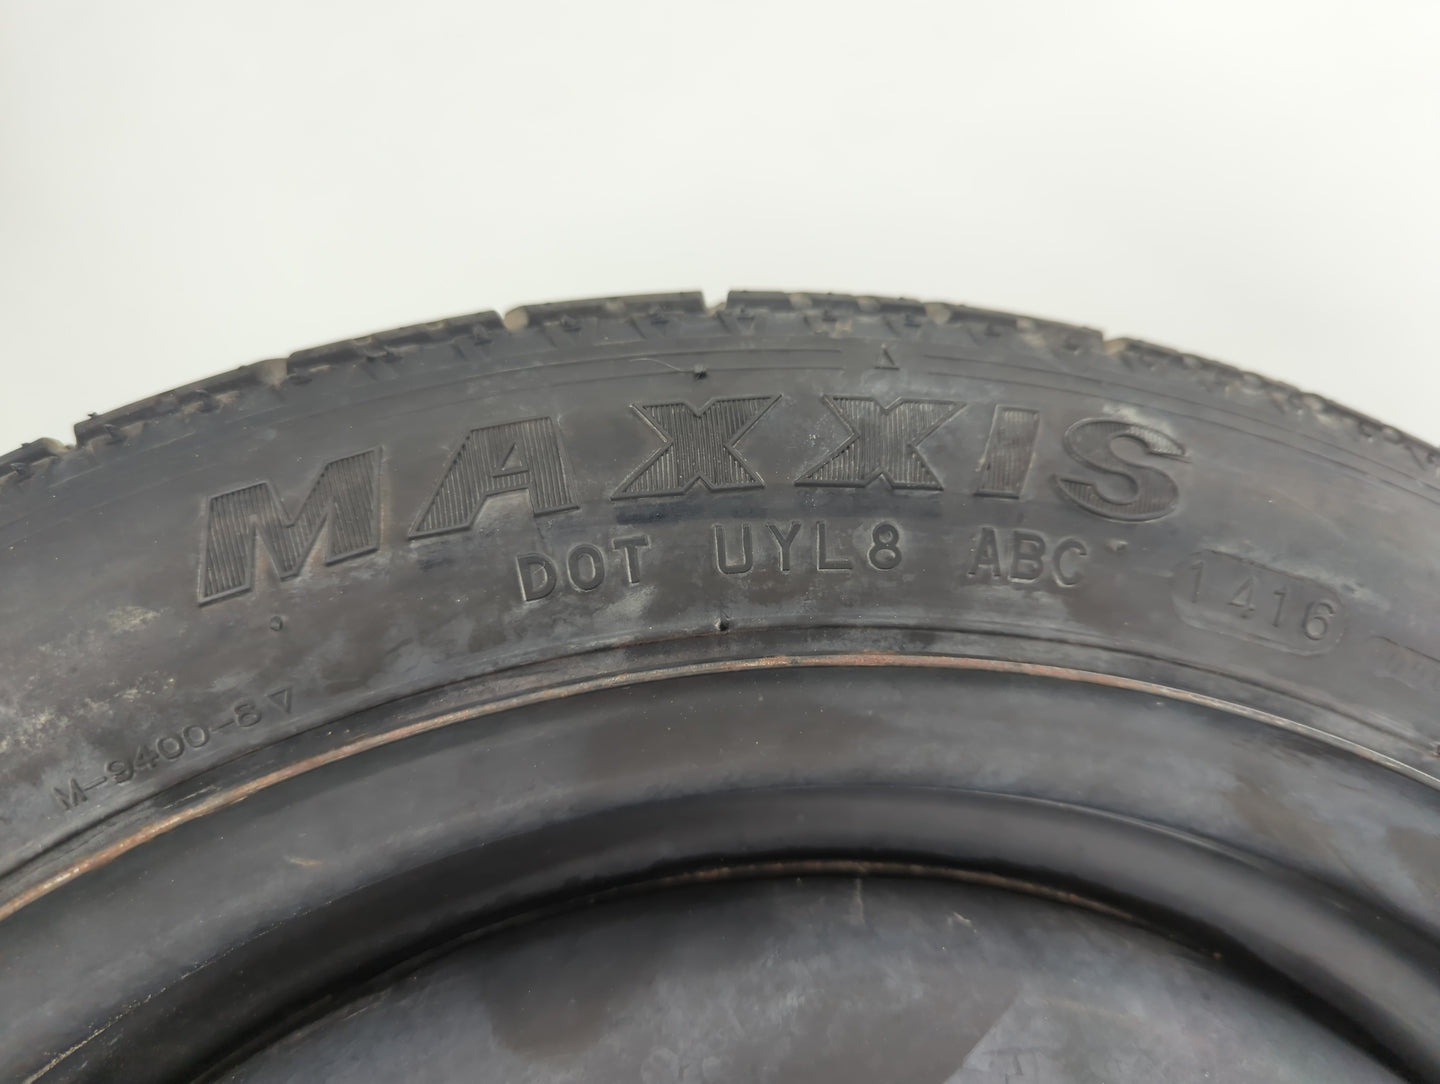 MAXXIS
DOT UYL8 ABC 1416
M-9400-8